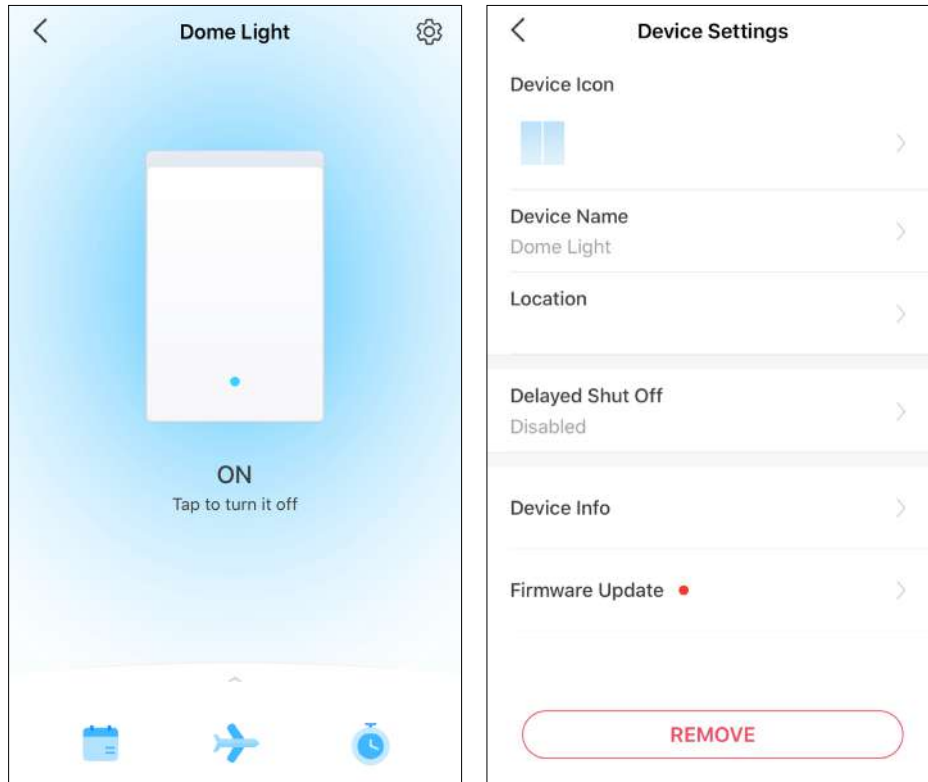 Dome Light
ON
Tap to turn it off
Device Settings
Device Icon
Device Name
Dome Light
Location
Delayed Shut Off
Disabled
Device Info
Firmware Update
REMOVE